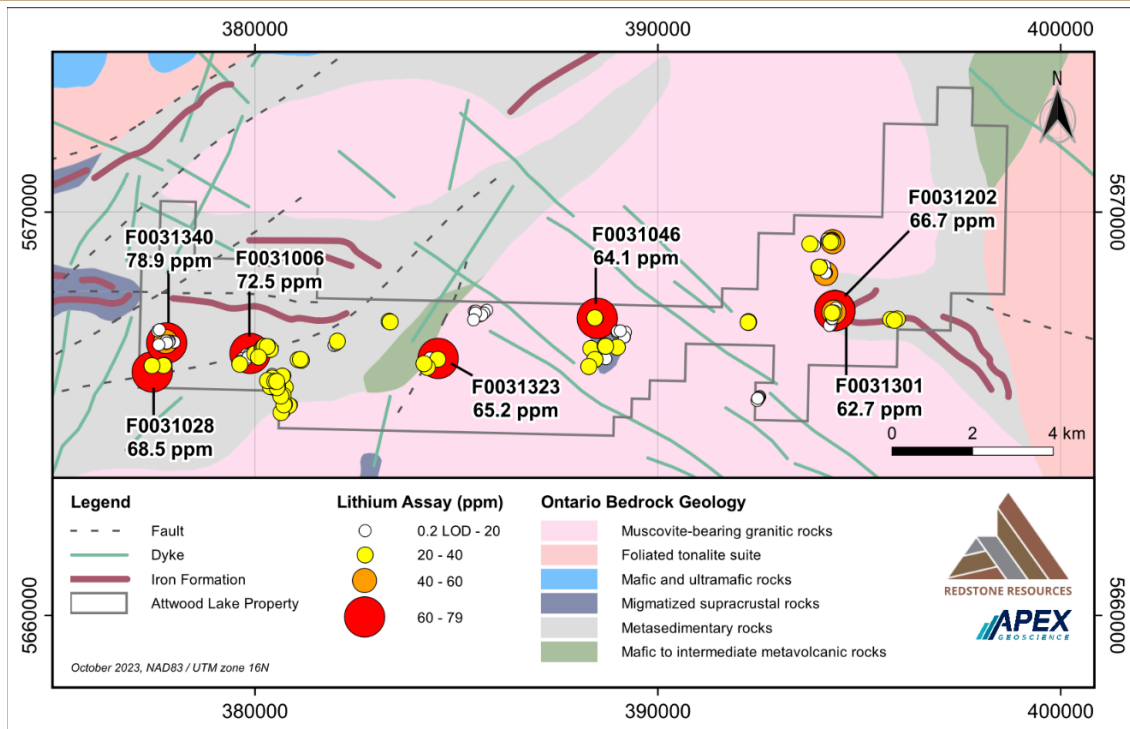 380000
390000
400000
5670000
5670000
F0031340
78.9 ppm
F0031006
72.5 ppm
F0031028
68.5 ppm
F0031323
65.2 ppm
F0031046
64.1 ppm
F0031202
66.7 ppm
F0031301
62.7 ppm
N
0 2 4 km
Legend
Fault
Dyke
Iron Formation
Attwood Lake Property
October 2023, NAD83 / UTM zone 16N
Lithium Assay (ppm)
0.2 LOD - 20
20 - 40
40 - 60
60 - 79
Ontario Bedrock Geology
Muscovite-bearing granitic rocks
Foliated tonalite suite
Mafic and ultramafic rocks
Migmatized supracrustal rocks
Metasedimentary rocks
Mafic to intermediate metavolcanic rocks
REDSTONE RESOURCES
APEX
GEOSCIENCE
5660000
5660000
380000
390000
400000